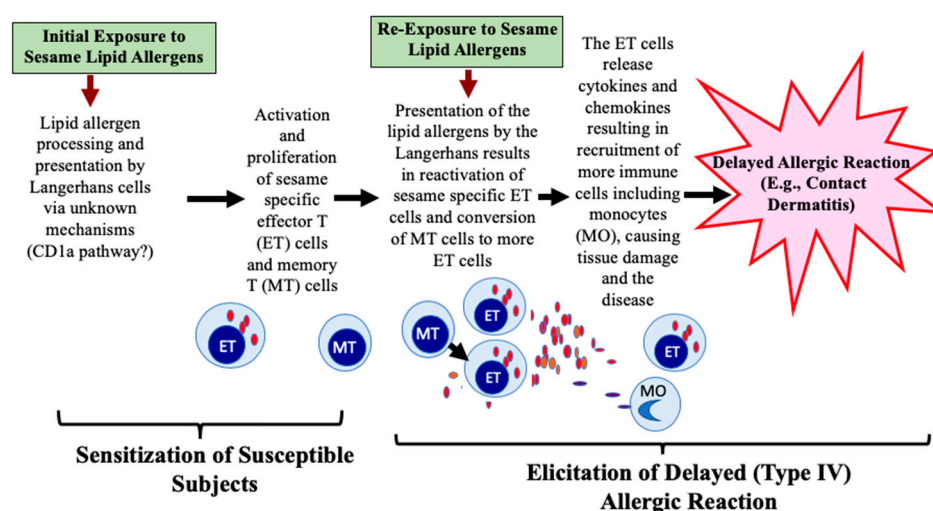 Initial Exposure to
Sesame Lipid Allergens
Lipid allergen
processing and
presentation by
Langerhans cells
via unknown
mechanisms
(CD1a pathway?)
Activation
and
proliferation
of sesame
specific
effector T
(ET) cells
and memory
T (MT) cells
Re-Exposure to Sesame
Lipid Allergens
Presentation of the
lipid allergens by the
Langerhans results
in reactivation of
sesame specific ET
cells and conversion
of MT cells to more
ET cells
The ET cells
release
cytokines and
chemokines
resulting in
recruitment of
more immune
cells including
monocytes
(MO), causing
tissue damage
and the
disease
Delayed Allergic Reaction
(E.g., Contact
Dermatitis)
ET
MT
MT
ET
ET
ET
MO
Sensitization of Susceptible
Subjects
Elicitation of Delayed (Type IV)
Allergic Reaction